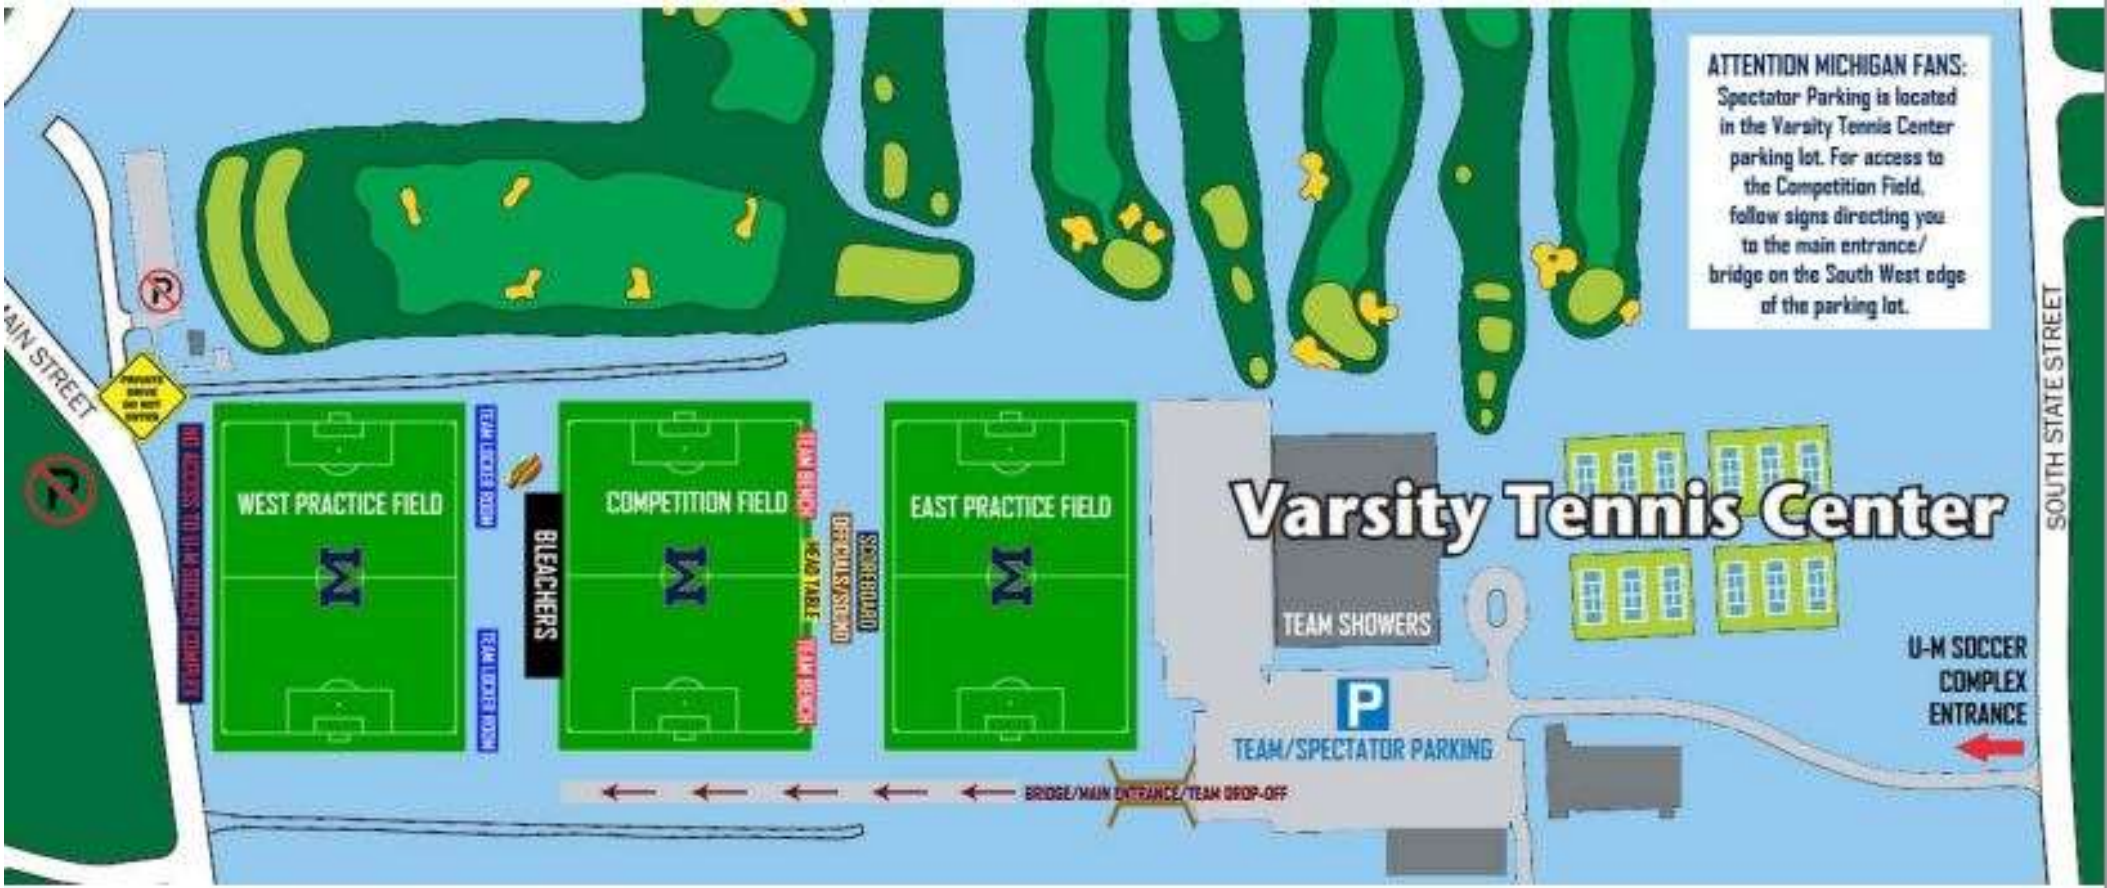 ATTENTION MICHIGAN FANS:
Spectator Parking is located
in the Varsity Tennis Center
parking lot. For access to
the Competition Field,
follow signs directing you
to the main entrance/
bridge on the South West edge
of the parking lot.
MAIN STREET
PRIVATE
DRIVE
DO NOT
ENTER
NO ACCESS TO U-M SOCCER COMPLEX
WEST PRACTICE FIELD
M
TEAM LOCKER ROOM
TEAM LOCKER ROOM
BLEACHERS
COMPETITION FIELD
M
TEAM BENCH
HEAD TABLE
TEAM BENCH
OFFICIALS/SOUND
SCOREBOARD
EAST PRACTICE FIELD
M
Varsity Tennis Center
TEAM SHOWERS
P
TEAM/SPECTATOR PARKING
BRIDGE/MAIN ENTRANCE/TEAM DROP-OFF
U-M SOCCER
COMPLEX
ENTRANCE
SOUTH STATE STREET